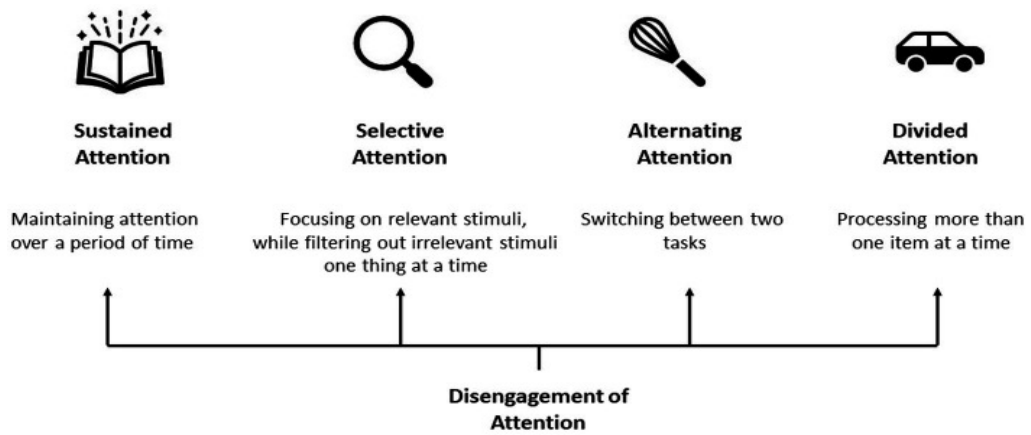 Sustained
Attention
Selective
Attention
Alternating
Attention
Divided
Attention
Maintaining attention
over a period of time
Focusing on relevant stimuli,
while filtering out irrelevant stimuli
one thing at a time
Switching between two
tasks
Processing more than
one item at a time
Disengagement of
Attention